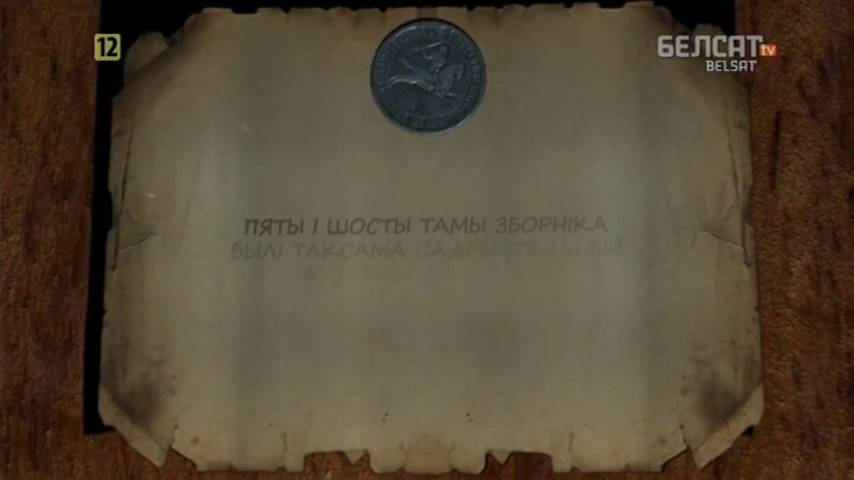 12
БЕЛСАТ tv
BELSAT
ПЯТЫ І ШОСТЫ ТАМЫ ЗБОРНІКА
БЫЛІ ТАКСАМА ПАДРЫХТАВАНЫЯ